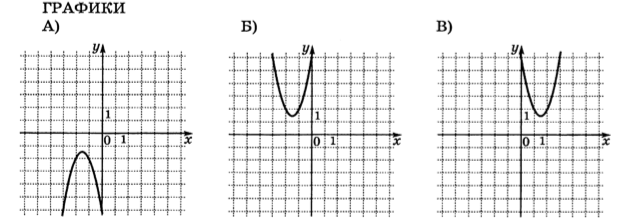 ГРАФИКИ
А) Б) В)
y y y
1 1 1
0 1 x 0 1 x 0 1 x